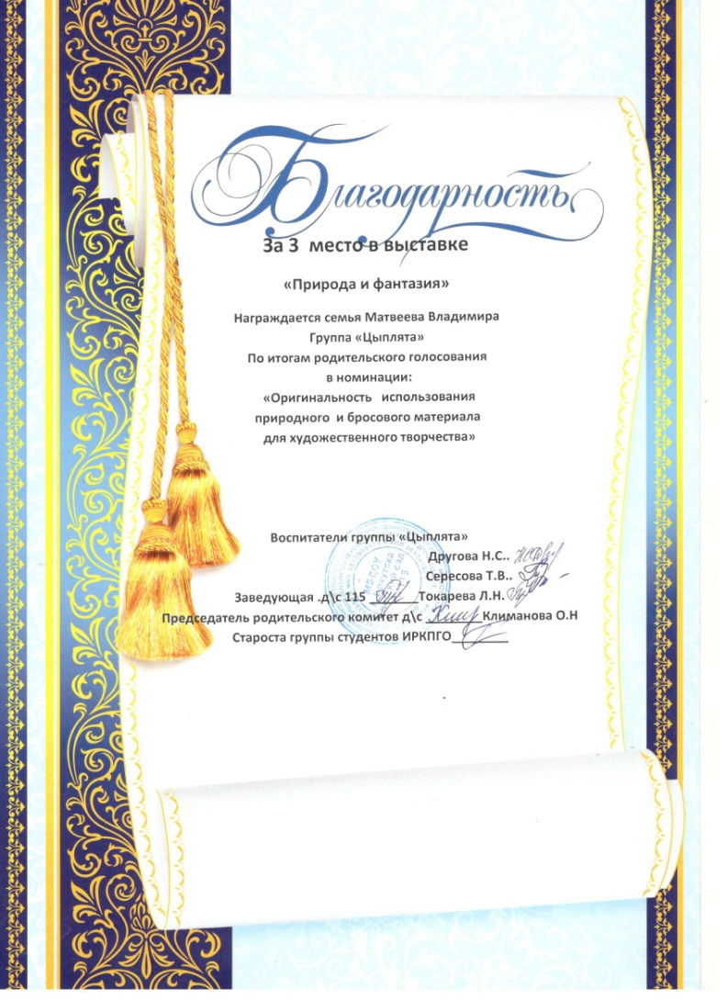 Благодарность
За 3 место в выставке
«Природа и фантазия»
Награждается семья Матвеева Владимира
Группа «Цыплята»
По итогам родительского голосования
в номинации:
«Оригинальность использования
природного и бросового материала
для художественного творчества»
Воспитатели группы «Цыплята»
Другова Н.С..
Сересова Т.В..
Заведующая .д\с 115 ______Токарева Л.Н.
Председатель родительского комитет д\с ________Климанова О.Н
Староста группы студентов ИРКПГО________
МБДОУ